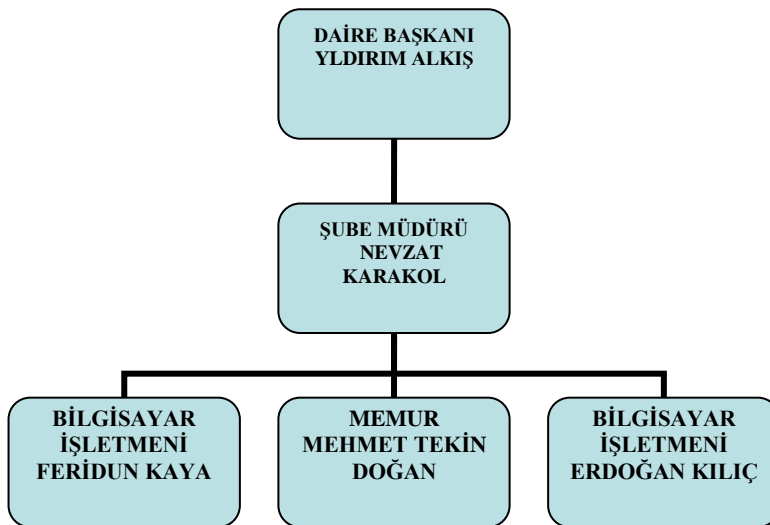 DAİRE BAŞKANI
YLDIRIM ALKIŞ
ŞUBE MÜDÜRÜ
NEVZAT
KARAKOL
BİLGİSAYAR
İŞLETMENİ
FERİDUN KAYA
MEMUR
MEHMET TEKİN
DOĞAN
BİLGİSAYAR
İŞLETMENİ
ERDOĞAN KILIÇ